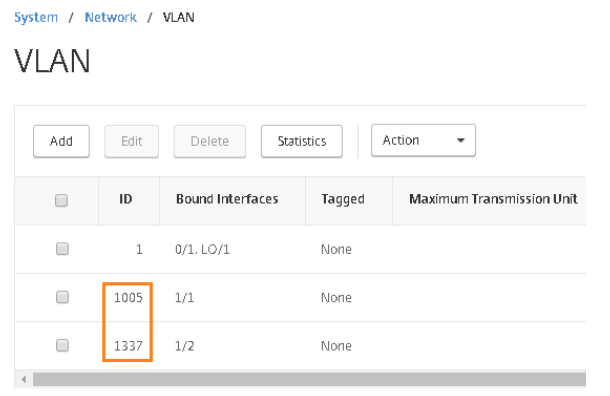 System / Network / VLAN
VLAN
Add Edit Delete Statistics Action
ID Bound Interfaces Tagged Maximum Transmission Unit
1 0/1. LO/1 None
1005 1/1 None
1337 1/2 None